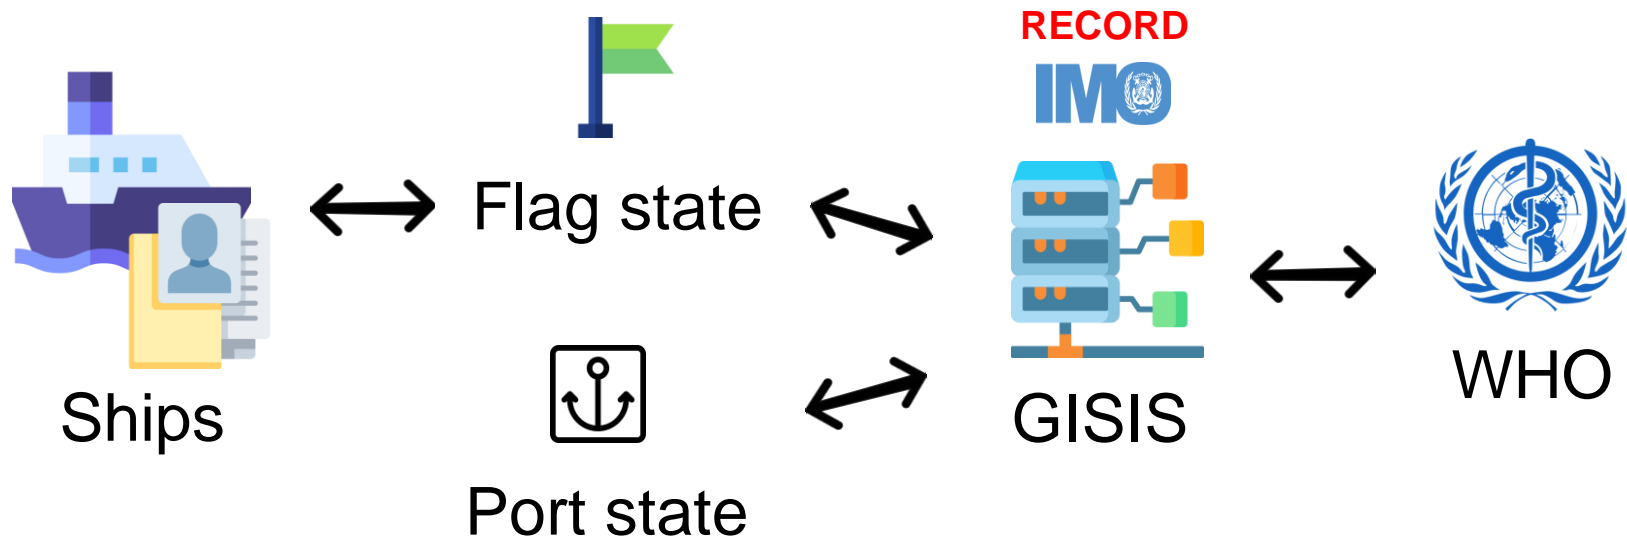 RECORD
IMO
Flag state
Ships
Port state
GISIS
WHO